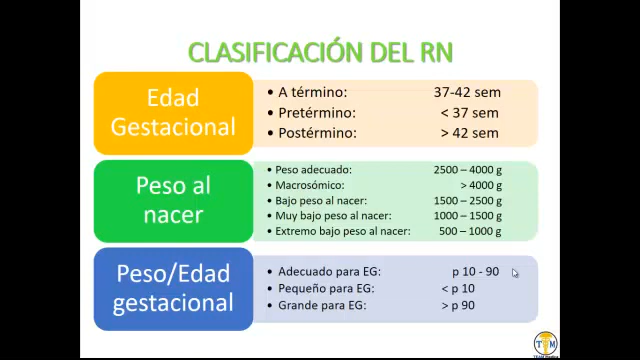 CLASIFICACIÓN DEL RN
Edad
Gestacional
• A término: 37-42 sem
• Pretérmino: < 37 sem
• Postérmino: > 42 sem
Peso al
nacer
• Peso adecuado: 2500 – 4000 g
• Macrosómico: > 4000 g
• Bajo peso al nacer: 1500 – 2500 g
• Muy bajo peso al nacer: 1000 – 1500 g
• Extremo bajo peso al nacer: 500 – 1000 g
Peso/Edad
gestacional
• Adecuado para EG: p 10 - 90
• Pequeño para EG: < p 10
• Grande para EG: > p 90